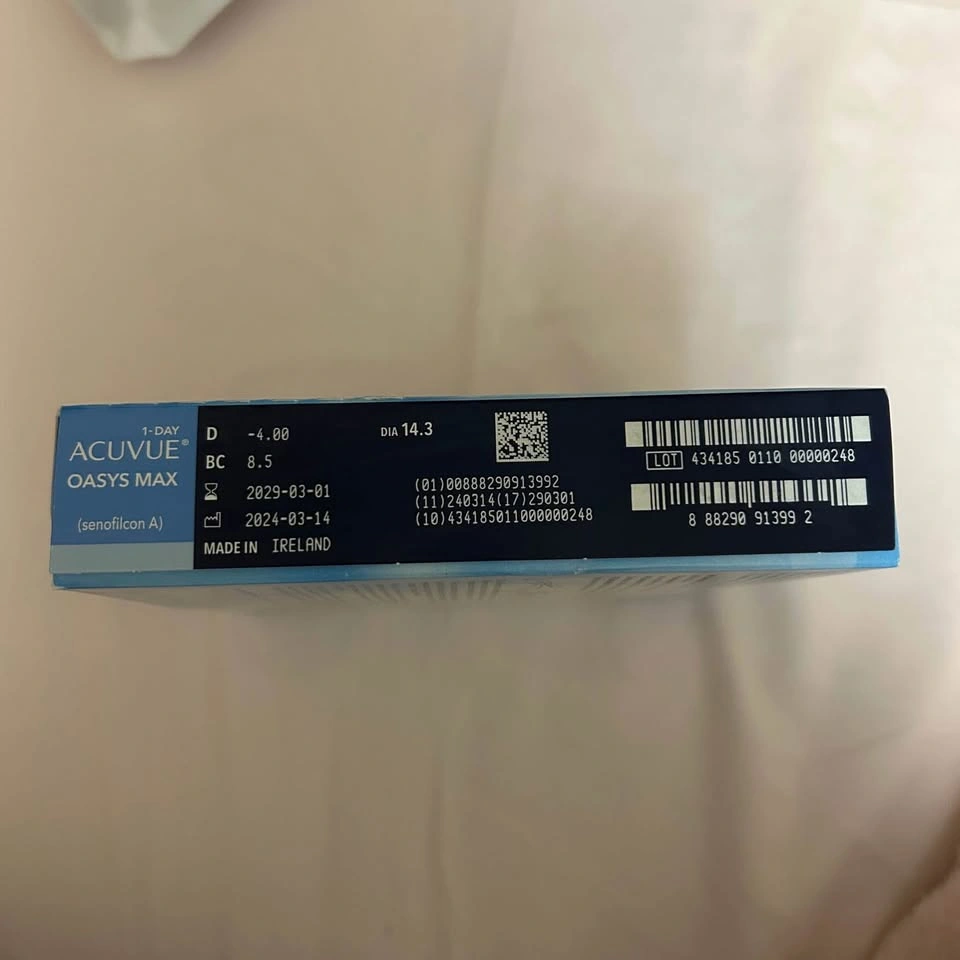 1-DAY
ACUVUE®
OASYS MAX
(senofilcon A)
D -4.00
BC 8.5
2029-03-01
2024-03-14
MADE IN IRELAND
DIA 14.3
(01)00888290913992
(11)240314(17)290301
(10)434185011000000248
LOT 434185 0110 00000248
8 88290 91399 2